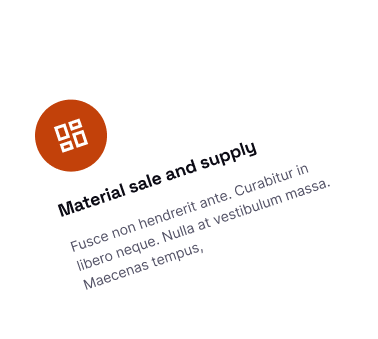 Material sale and supply
Fusce non hendrerit ante. Curabitur in
libero neque. Nulla at vestibulum massa.
Maecenas tempus,